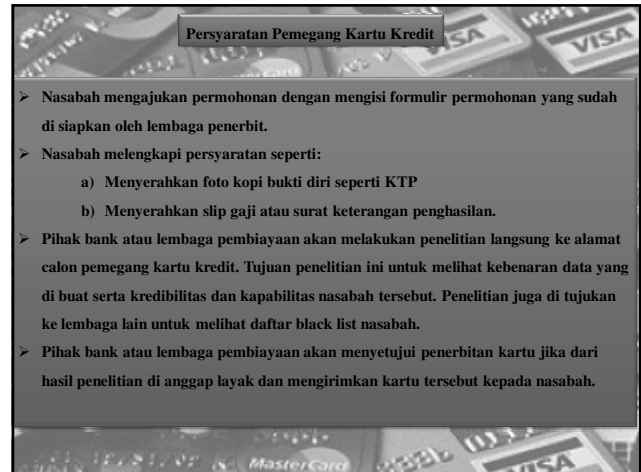 Persyaratan Pemegang Kartu Kredit
VISA
VISA
MasterCard
➢ Nasabah mengajukan permohonan dengan mengisi formulir permohonan yang sudah
di siapkan oleh lembaga penerbit.
➢ Nasabah melengkapi persyaratan seperti:
a) Menyerahkan foto kopi bukti diri seperti KTP
b) Menyerahkan slip gaji atau surat keterangan penghasilan.
➢ Pihak bank atau lembaga pembiayaan akan melakukan penelitian langsung ke alamat
calon pemegang kartu kredit. Tujuan penelitian ini untuk melihat kebenaran data yang
di buat serta kredibilitas dan kapabilitas nasabah tersebut. Penelitian juga di tujukan
ke lembaga lain untuk melihat daftar black list nasabah.
➢ Pihak bank atau lembaga pembiayaan akan menyetujui penerbitan kartu jika dari
hasil penelitian di anggap layak dan mengirimkan kartu tersebut kepada nasabah.
MasterCard
VISA